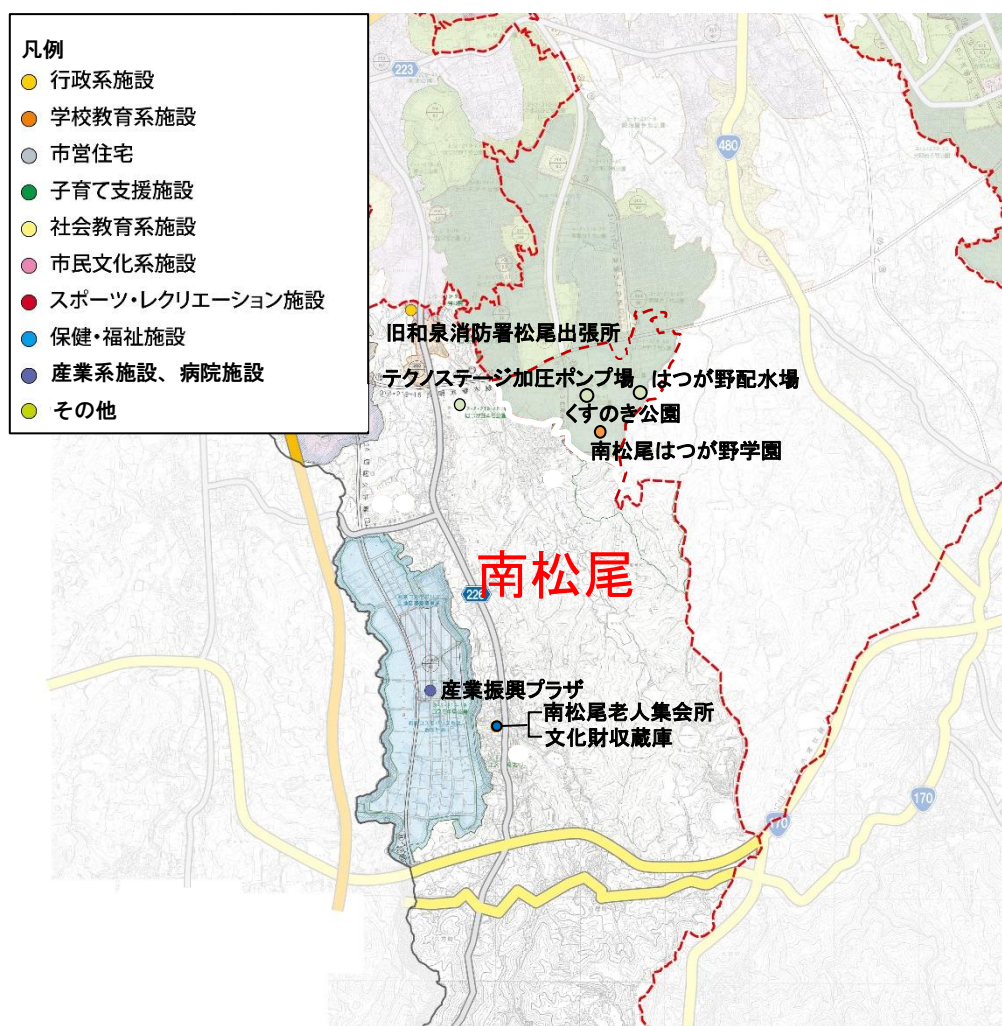 凡例
行政系施設
学校教育系施設
市営住宅
子育て支援施設
社会教育系施設
市民文化系施設
スポーツ・レクリエーション施設
保健・福祉施設
産業系施設、病院施設
その他
223
480
旧和泉消防署松尾出張所
テクノステージ加圧ポンプ場
はつが野配水場
くすのき公園
南松尾はつが野学園
南松尾
226
産業振興プラザ
南松尾老人集会所
文化財収蔵庫
170
170